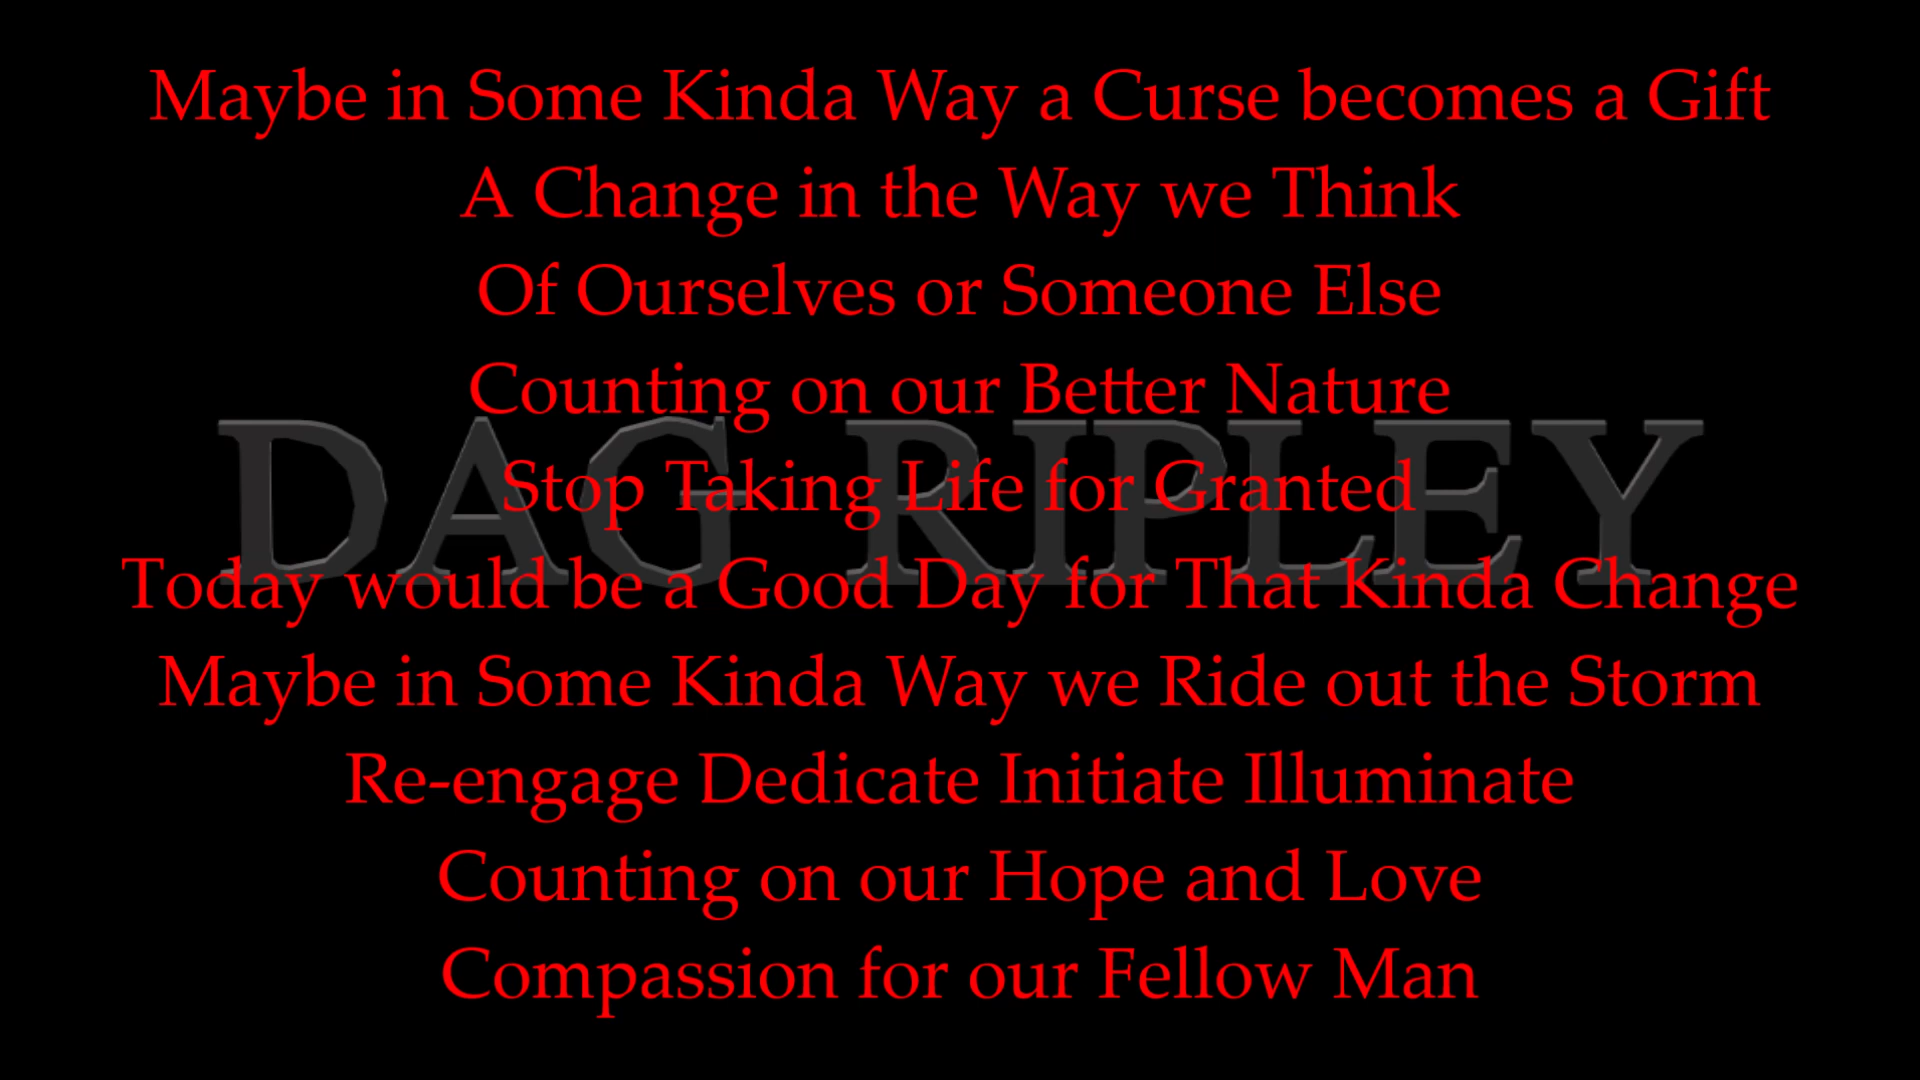 Maybe in Some Kinda Way a Curse becomes a Gift
A Change in the Way we Think
Of Ourselves or Someone Else
Counting on our Better Nature
DAG RIPLEY
Stop Taking Life for Granted
Today would be a Good Day for That Kinda Change
Maybe in Some Kinda Way we Ride out the Storm
Re-engage Dedicate Initiate Illuminate
Counting on our Hope and Love
Compassion for our Fellow Man